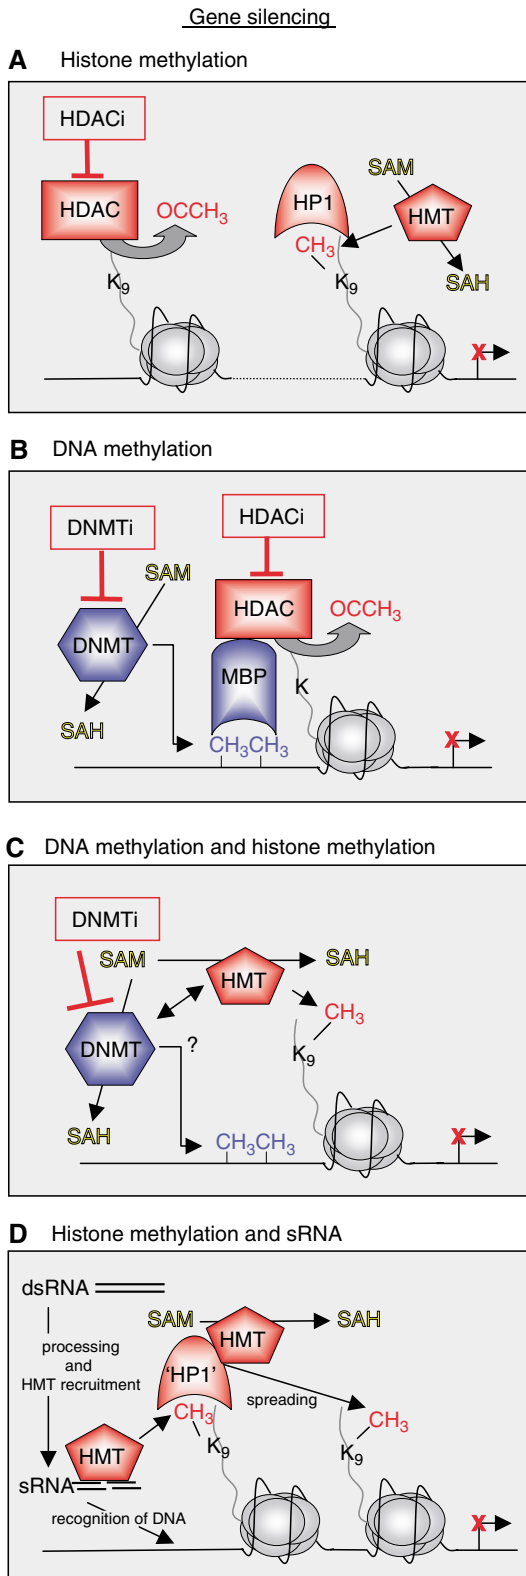 Gene silencing
A Histone methylation
HDACi
HDAC
OCCH3
K9
HP1
CH3
K9
SAM
HMT
SAH
X
B DNA methylation
DNMTi
HDACi
SAM
DNMT
SAH
HDAC
OCCH3
MBP
K
CH3CH3
X
C DNA methylation and histone methylation
DNMTi
SAM
SAH
HMT
CH3
DNMT
?
K9
SAH
CH3CH3
X
D Histone methylation and sRNA
dsRNA
SAM
HMT
SAH
processing
and
HMT recruitment
'HP1'
spreading
CH3
K9
CH3
K9
HMT
sRNA
recognition of DNA
X